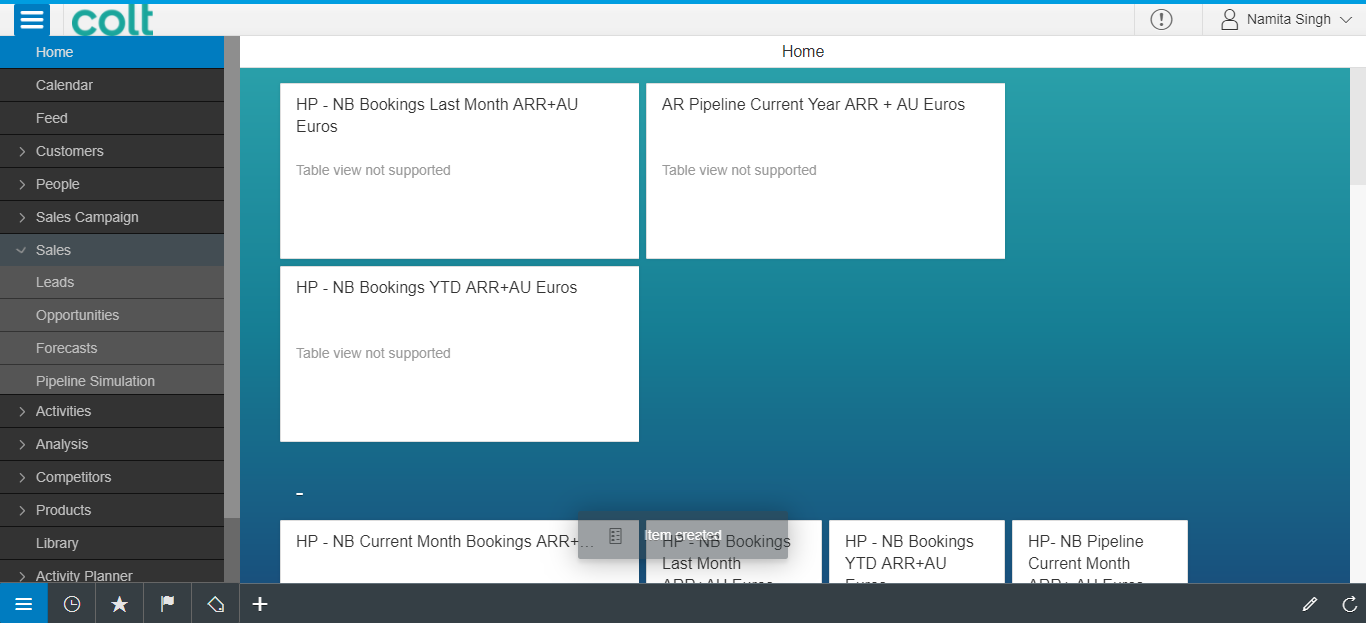 colt
Namita Singh
Home
Home
Calendar
Feed
Customers
People
Sales Campaign
Sales
Leads
Opportunities
Forecasts
Pipeline Simulation
Activities
Analysis
Competitors
Products
Library
Activity Planner
HP - NB Bookings Last Month ARR+AU
Euros
Table view not supported
AR Pipeline Current Year ARR + AU Euros
Table view not supported
HP - NB Bookings YTD ARR+AU Euros
Table view not supported
-
HP - NB Current Month Bookings ARR+...
Item created
HP - NB Bookings
Last Month
ARR+AU Euros
HP - NB Bookings
YTD ARR+AU
Euros
HP- NB Pipeline
Current Month
ARR+ AU Euros